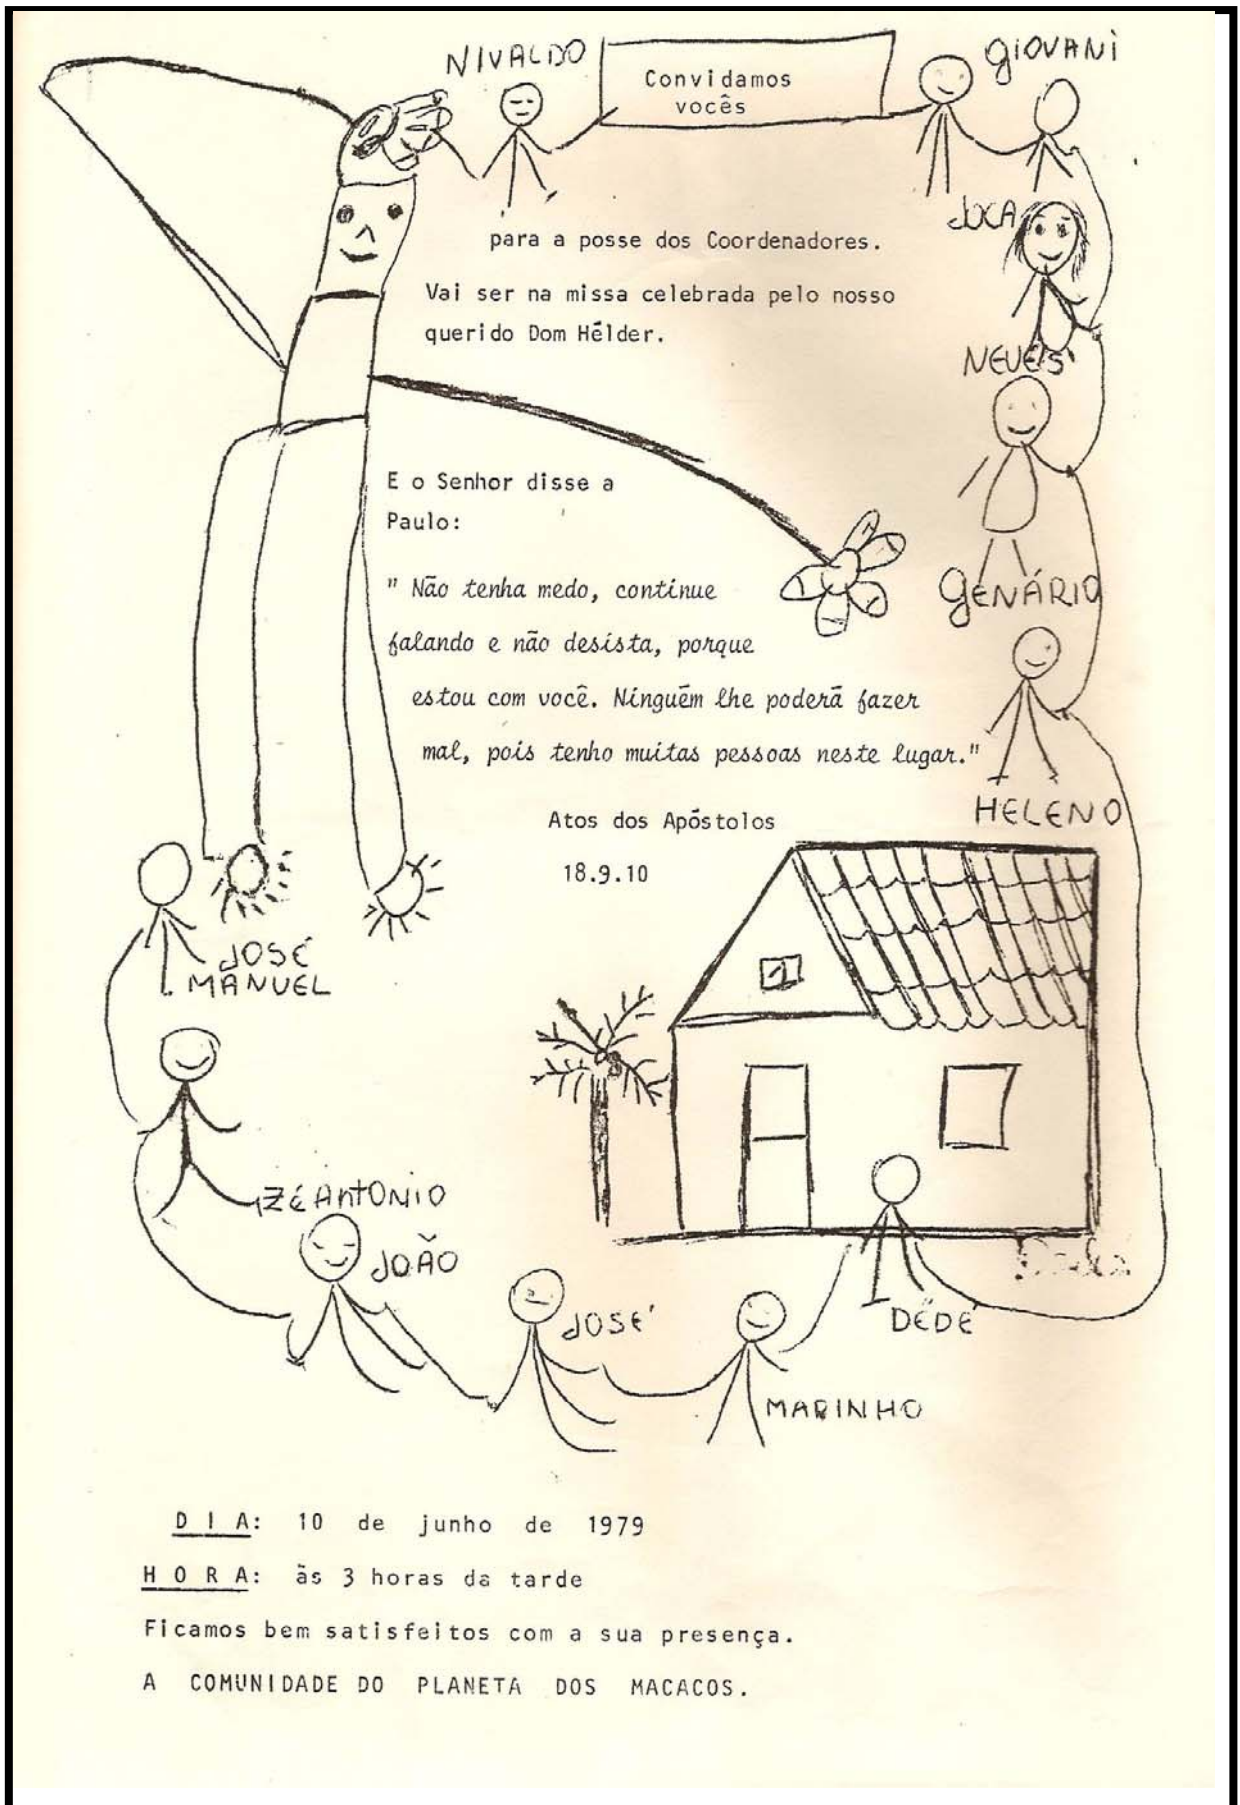 NIVALDO
GIOVANI
Convidamos
vocês
JOCA
para a posse dos Coordenadores.
Vai ser na missa celebrada pelo nosso
querido Dom Hélder.
NEVES
E o Senhor disse a
Paulo:
" Não tenha medo, continue
falando e não desista, porque
estou com você. Ninguém lhe poderá fazer
mal, pois tenho muitas pessoas neste lugar."
GENÁRIO
HELENO
Atos dos Apóstolos
18.9.10
JOSÉ
MANUEL
ZÉ ANTONIO
JOÃO
JOSÉ
DÉDÉ
MARINHO
D I A: 10 de junho de 1979
H O R A: às 3 horas da tarde
Ficamos bem satisfeitos com a sua presença.
A COMUNIDADE DO PLANETA DOS MACACOS.